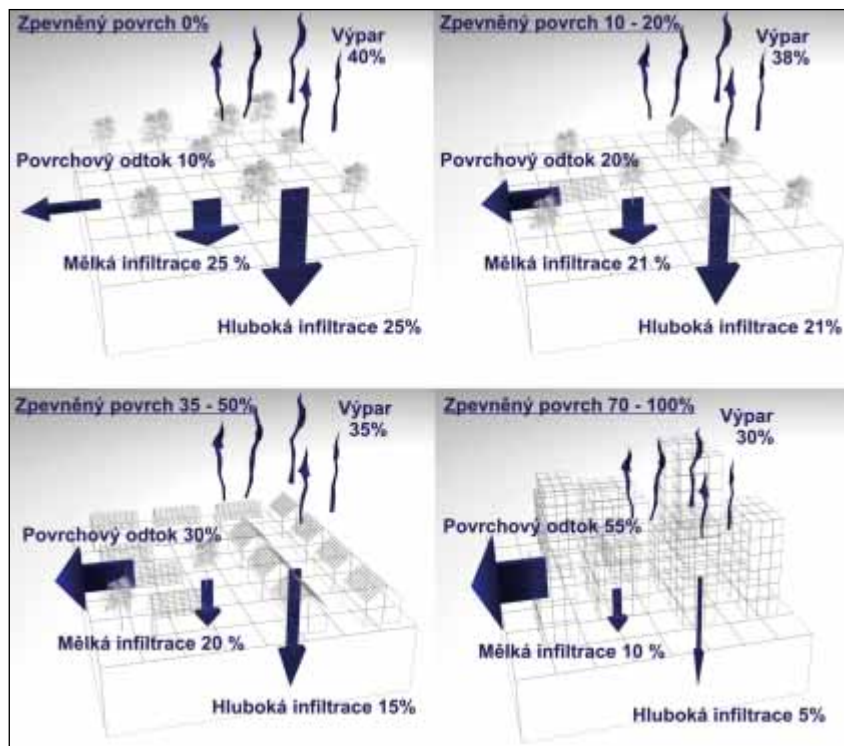 Zpevněný povrch 0%
Výpar
40%
Povrchový odtok 10%
Mělká infiltrace 25 %
Hluboká infiltrace 25%
Zpevněný povrch 10 - 20%
Výpar
38%
Povrchový odtok 20%
Mělká infiltrace 21 %
Hluboká infiltrace 21%
Zpevněný povrch 35 - 50%
Výpar
35%
Povrchový odtok 30%
Mělká infiltrace 20 %
Hluboká infiltrace 15%
Zpevněný povrch 70 - 100%
Výpar
30%
Povrchový odtok 55%
Mělká infiltrace 10 %
Hluboká infiltrace 5%